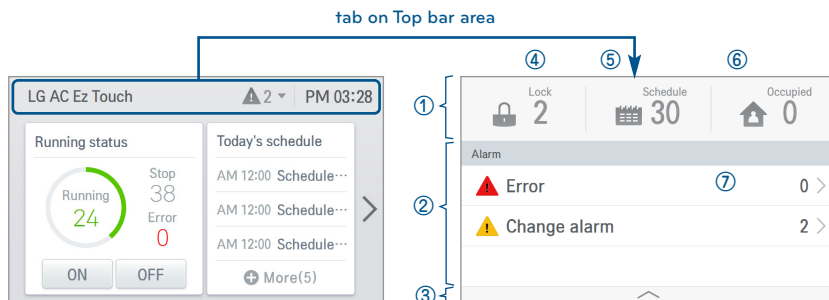 tab on Top bar area
LG AC Ez Touch
2
PM 03:28
Running status
Running
24
Stop
38
Error
0
ON
OFF
Today's schedule
AM 12:00 Schedule...
AM 12:00 Schedule...
AM 12:00 Schedule...
More(5)
④ ⑤ ⑥
①
Lock
2
Schedule
30
Occupied
0
②
Alarm
Error ⑦ 0
Change alarm 2
③